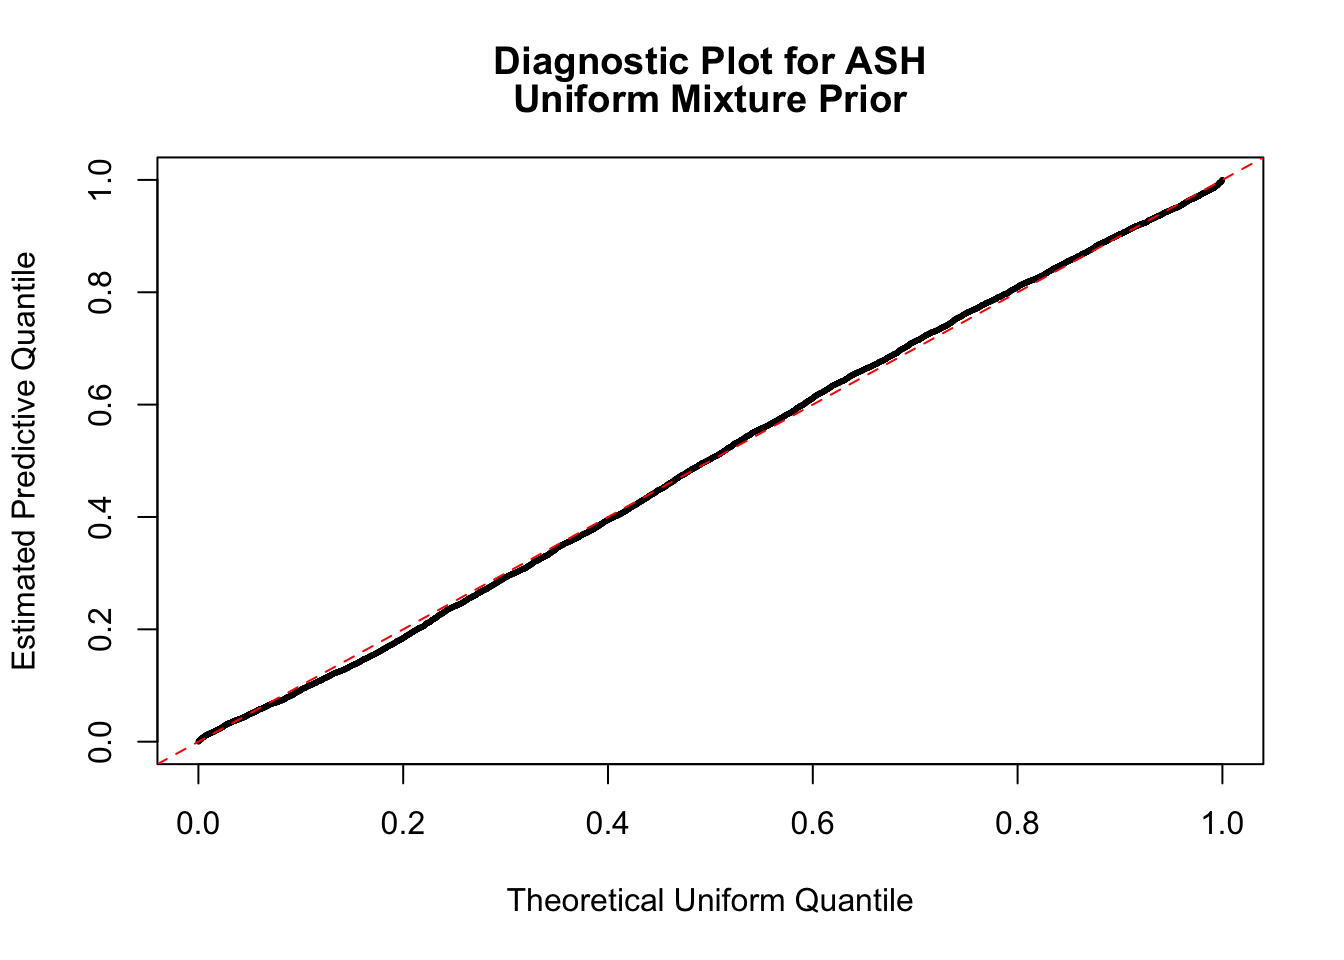 Diagnostic Plot for ASH
Uniform Mixture Prior
Estimated Predictive Quantile
1.0
0.8
0.6
0.4
0.2
0.0
0.0 0.2 0.4 0.6 0.8 1.0
Theoretical Uniform Quantile